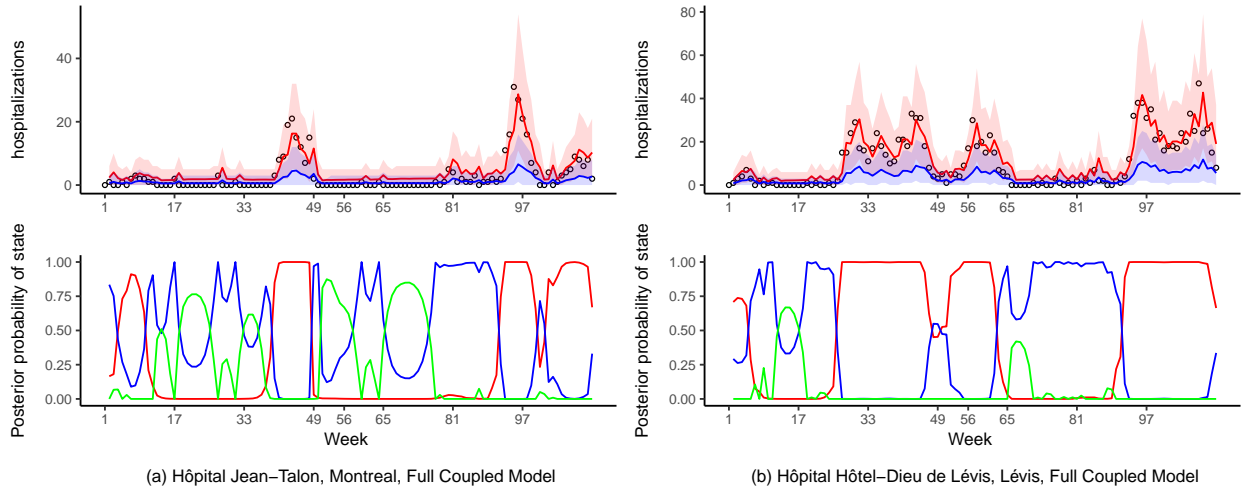 hospitalizations
40
20
0
1 17 33 49 56 65 81 97
Posterior probability of state
1.00
0.75
0.50
0.25
0.00
1 17 33 49 56 65 81 97
Week
(a) Hôpital Jean−Talon, Montreal, Full Coupled Model
hospitalizations
80
60
40
20
0
1 17 33 49 56 65 81 97
Posterior probability of state
1.00
0.75
0.50
0.25
0.00
1 17 33 49 56 65 81 97
Week
(b) Hôpital Hôtel−Dieu de Lévis, Lévis, Full Coupled Model